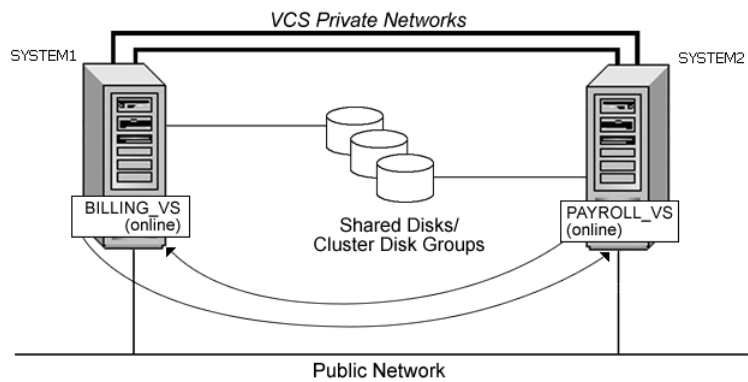 VCS Private Networks
SYSTEM1
SYSTEM2
BILLING_VS
(online)
PAYROLL_VS
(online)
Shared Disks/
Cluster Disk Groups
Public Network